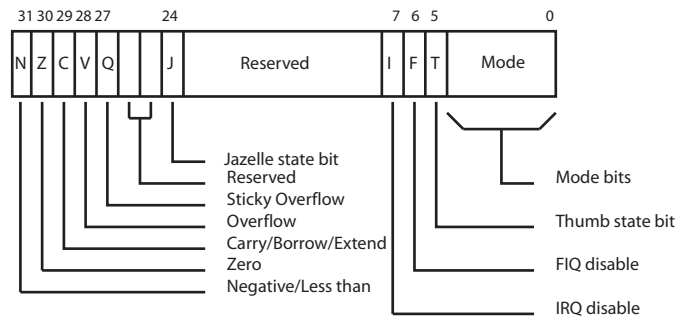 31 30 29 28 27 24 7 6 5 0
N Z C V Q J Reserved I F T Mode
Jazelle state bit
Reserved Mode bits
Sticky Overflow
Overflow Thumb state bit
Carry/Borrow/Extend
Zero FIQ disable
Negative/Less than
IRQ disable